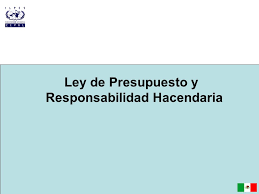 I L P E S
C E P A L
Ley de Presupuesto y
Responsabilidad Hacendaria